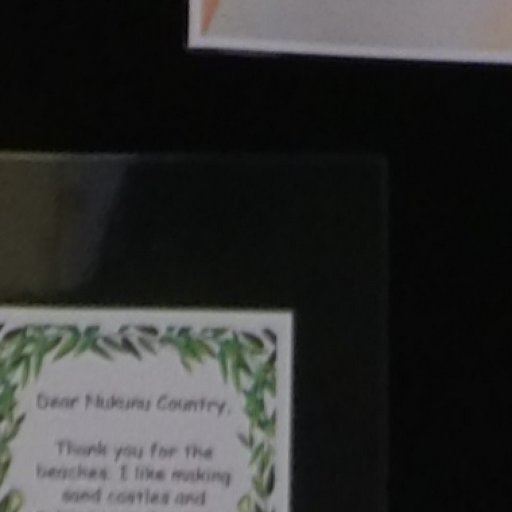 Dear Nukunu Country,
Thank you for the
beaches. I like making
sand castles and